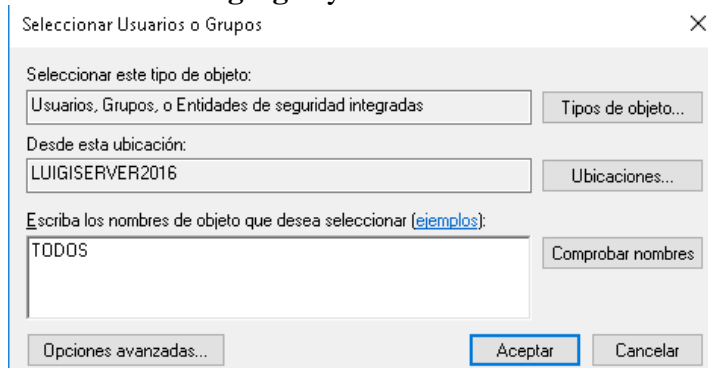 Seleccionar Usuarios o Grupos
Seleccionar este tipo de objeto:
Usuarios, Grupos, o Entidades de seguridad integradas
Tipos de objeto...
Desde esta ubicación:
LUIGISERVER2016
Ubicaciones...
Escriba los nombres de objeto que desea seleccionar (ejemplos):
TODOS
Comprobar nombres
Opciones avanzadas...
Aceptar
Cancelar